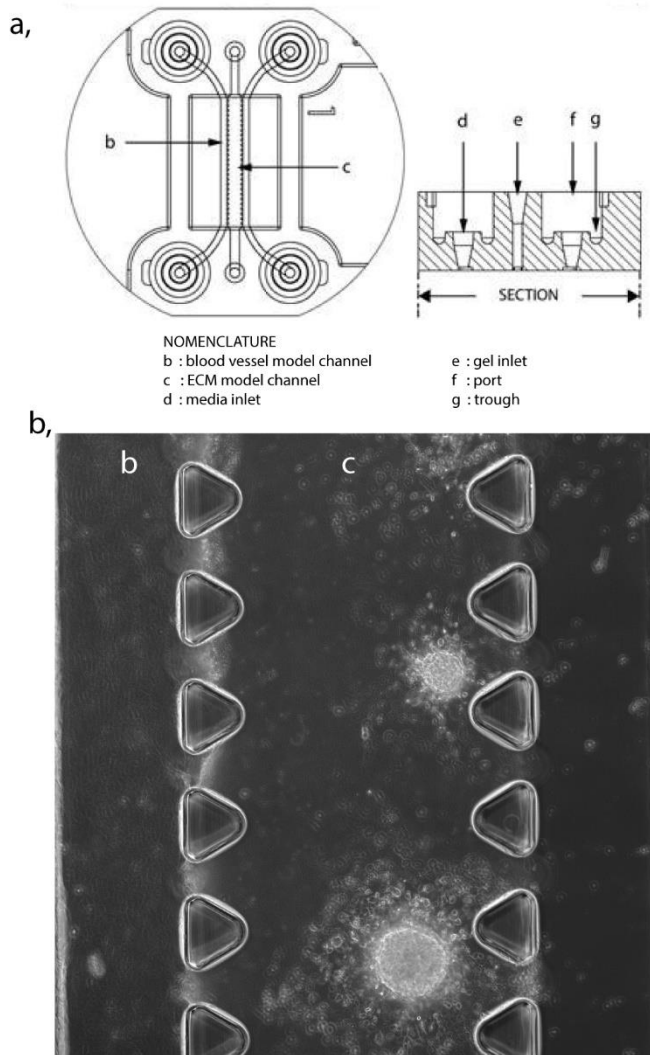 a,
b
c
d e f g
SECTION
NOMENCLATURE
b : blood vessel model channel
c : ECM model channel
d : media inlet
e : gel inlet
f : port
g : trough
b,
b c